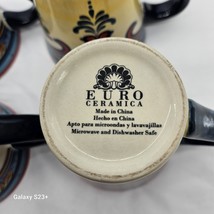 EURO
CERAMICA
Made in China
Hecho en China
Apto para microondas y lavavajillas
Microwave and Dishwasher Safe
Galaxy S23+